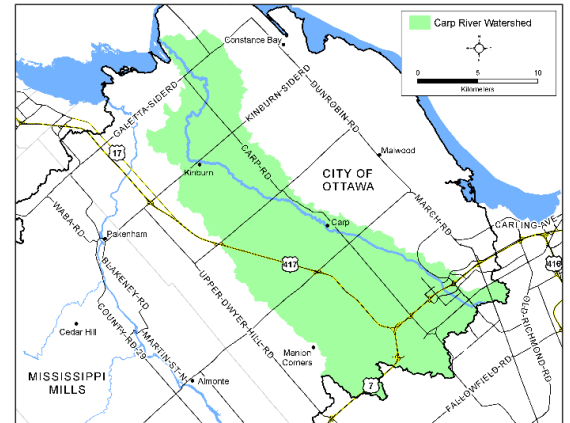 Carp River Watershed
0 5 10
Kilometers
Constance Bay
GALETTA-SIDERD
KINBURN-SIDERD
DUNROBIN-RD
17
CARP-RD
Malwood
Kinburn
CITY OF
OTTAWA
WABA-RD
MARCH-RD
CARLING-AVE
Pakenham
Carp
417
416
BLAKENEY-RD
UPPER-DWYER-HILL-RD
OLD-RICHMOND-RD
Cedar Hill
COUNTY-RD-29
MARTIN-ST-N
Manion
Corners
MISSISSIPPI
MILLS
Almonte
7
FALLOWFIELD-RD